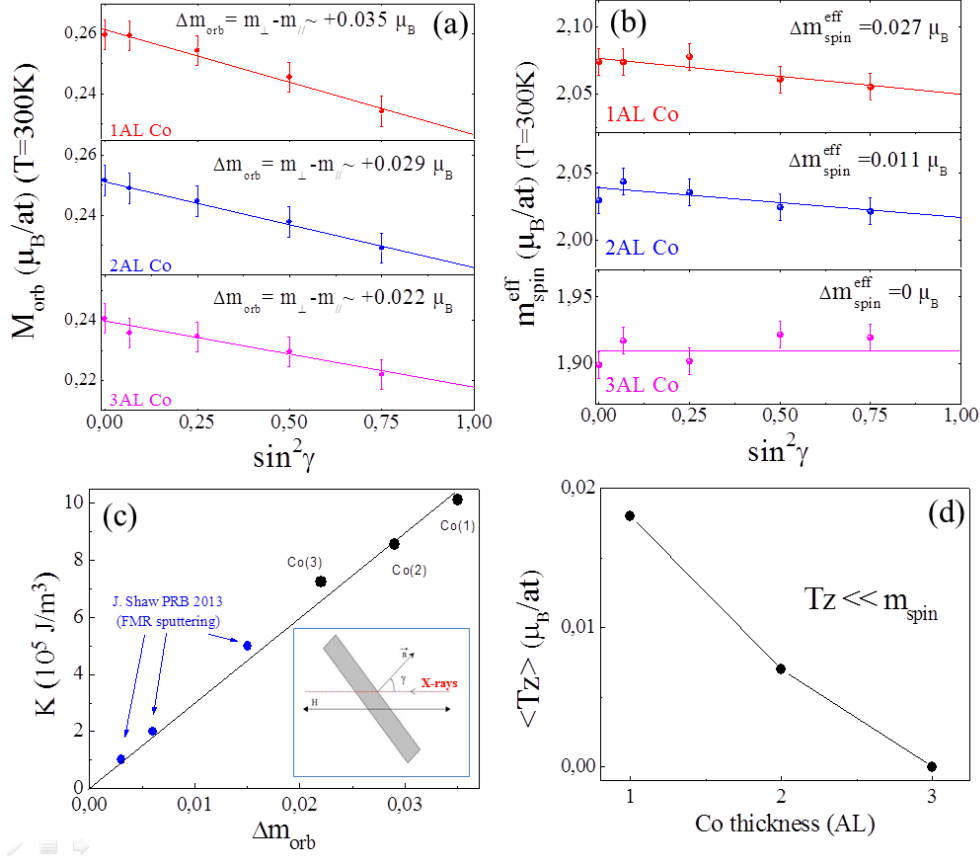 (a)
Δm_orb = m_⊥ - m_// ~ +0.035 μ_B
0,26
0,24
1AL Co
Δm_orb = m_⊥ - m_// ~ +0.029 μ_B
0,26
0,24
2AL Co
Δm_orb = m_⊥ - m_// ~ +0.022 μ_B
0,24
0,22
3AL Co
M_orb (μ_B/at) (T=300K)
0,00 0,25 0,50 0,75 1,00
sin²γ
(b)
Δm_spin^eff =0.027 μ_B
2,10
2,05
1AL Co
Δm_spin^eff =0.011 μ_B
2,05
2,00
2AL Co
Δm_spin^eff =0 μ_B
1,95
1,90
3AL Co
m_spin^eff (μ_B/at) (T=300K)
0,00 0,25 0,50 0,75 1,00
sin²γ
(c)
10
8
6
4
2
0
K (10⁵ J/m³)
Co(1)
Co(2)
Co(3)
J. Shaw PRB 2013
(FMR sputtering)
n
γ
X-rays
H
0,00 0,01 0,02 0,03
Δm_orb
(d)
0,02
0,01
0,00
<Tz> (μ_B/at)
Tz << m_spin
1 2 3
Co thickness (AL)